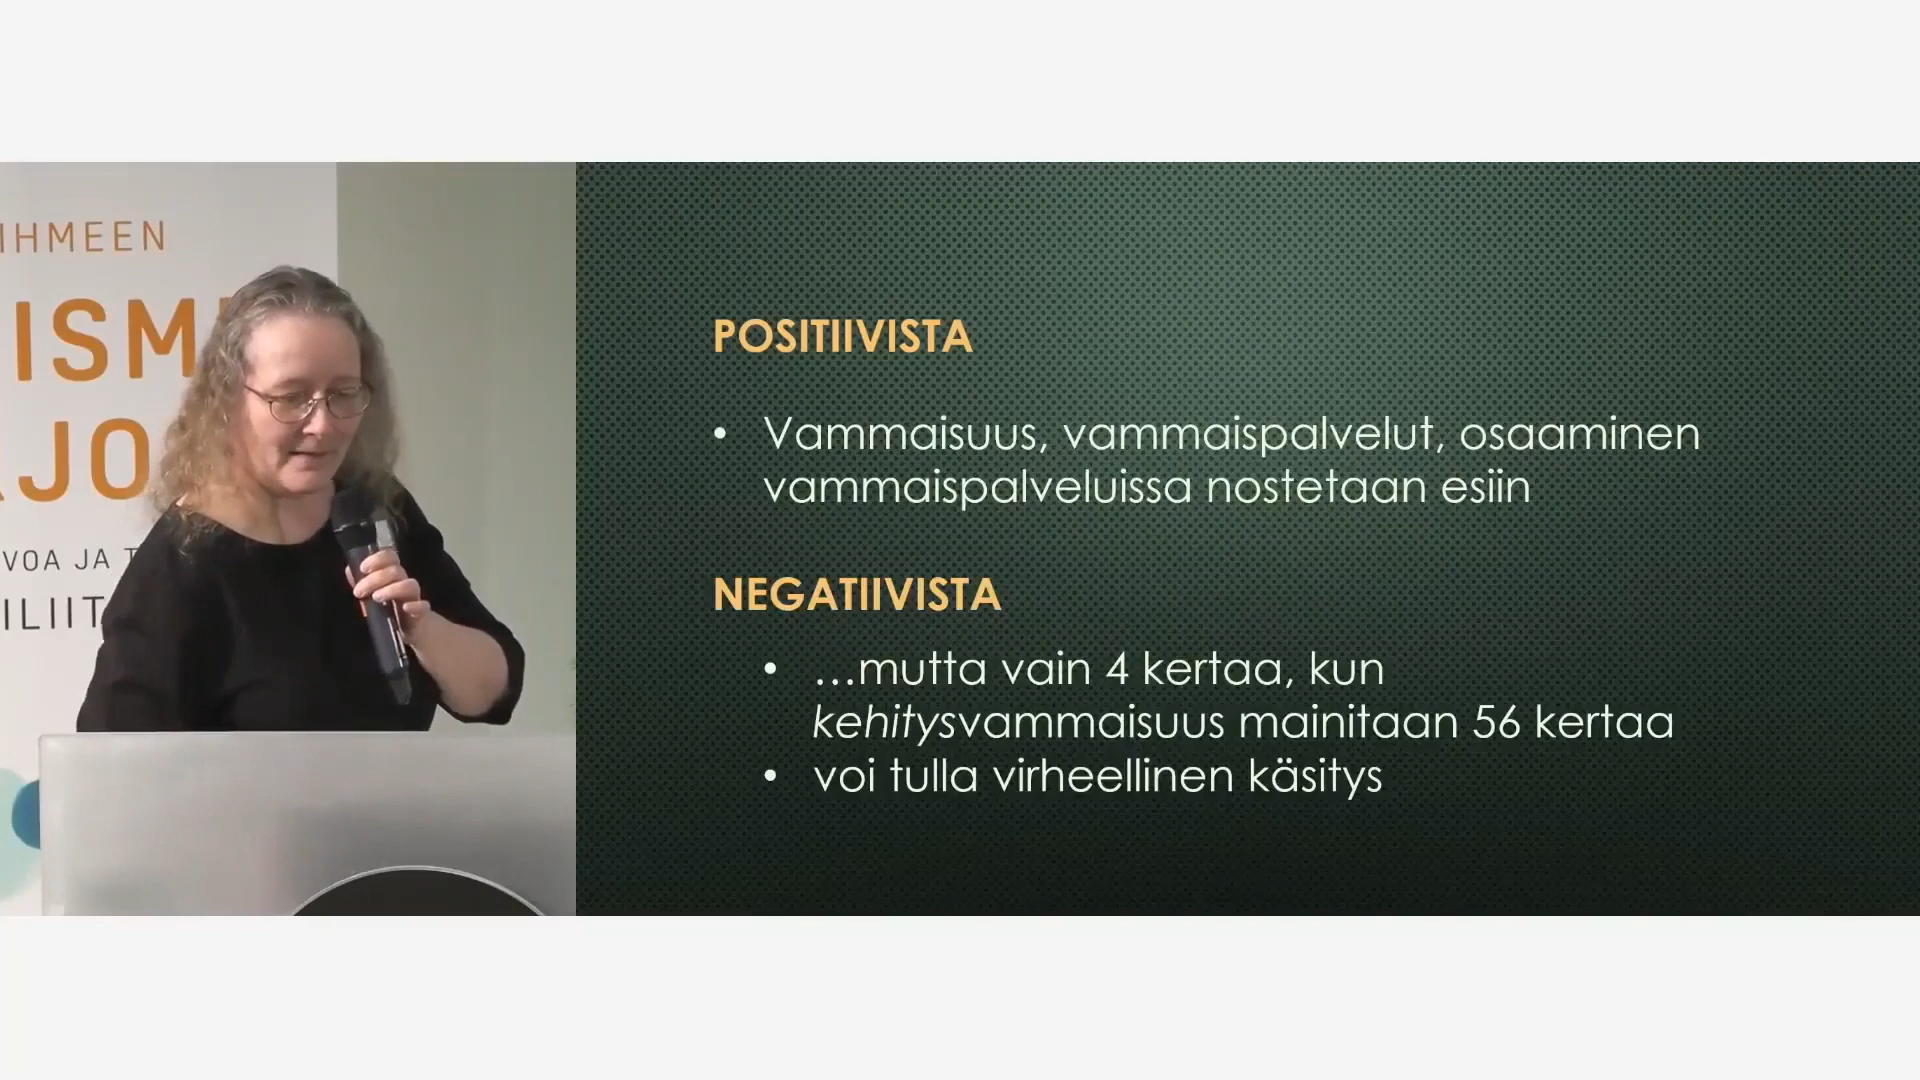 IHMEEN
ISM
JO
VOA JA
ILIIT
POSITIIVISTA
• Vammaisuus, vammaispalvelut, osaaminen
vammaispalveluissa nostetaan esiin
NEGATIIVISTA
• …mutta vain 4 kertaa, kun
kehitysvammaisuus mainitaan 56 kertaa
• voi tulla virheellinen käsitys